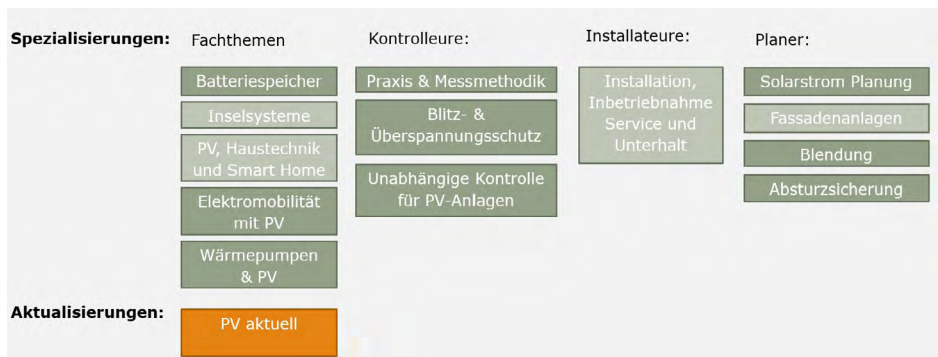 Spezialisierungen:
Fachthemen
Kontrolleure:
Installateure:
Planer:
Batteriespeicher
Inselsysteme
PV, Haustechnik
und Smart Home
Elektromobilität
mit PV
Wärmepumpen
& PV
Praxis & Messmethodik
Blitz- &
Überspannungsschutz
Unabhängige Kontrolle
für PV-Anlagen
Installation,
Inbetriebnahme
Service und
Unterhalt
Solarstrom Planung
Fassadenanlagen
Blendung
Absturzsicherung
Aktualisierungen:
PV aktuell